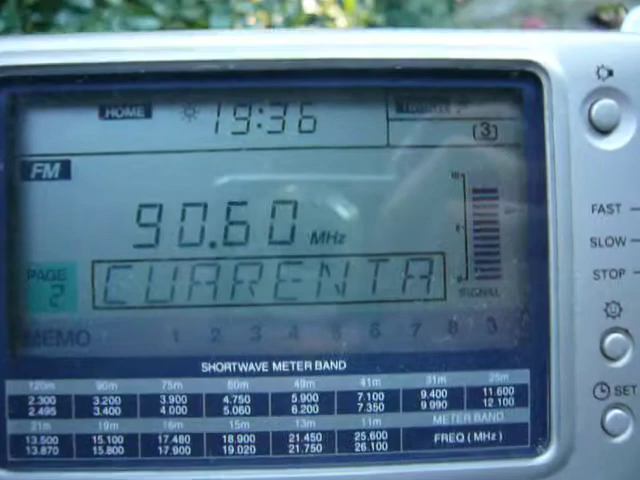 HOME 19:36
(3)
FM
90.60 MHz
PAGE 2
CUARENTA
SIGNAL
MEMO 1 2 3 4 5 6 7 8 9
FAST
SLOW
STOP
SET
SHORTWAVE METER BAND
120m 90m 75m 60m 49m 41m 31m 25m
2.300 3.200 3.900 4.750 5.900 7.100 9.400 11.600
2.495 3.400 4.000 5.060 6.200 7.350 9.990 12.100
21m 19m 16m 15m 13m 11m METER BAND
13.500 15.100 17.480 18.900 21.450 25.600 FREQ (MHz)
13.870 15.800 17.900 19.020 21.750 26.100